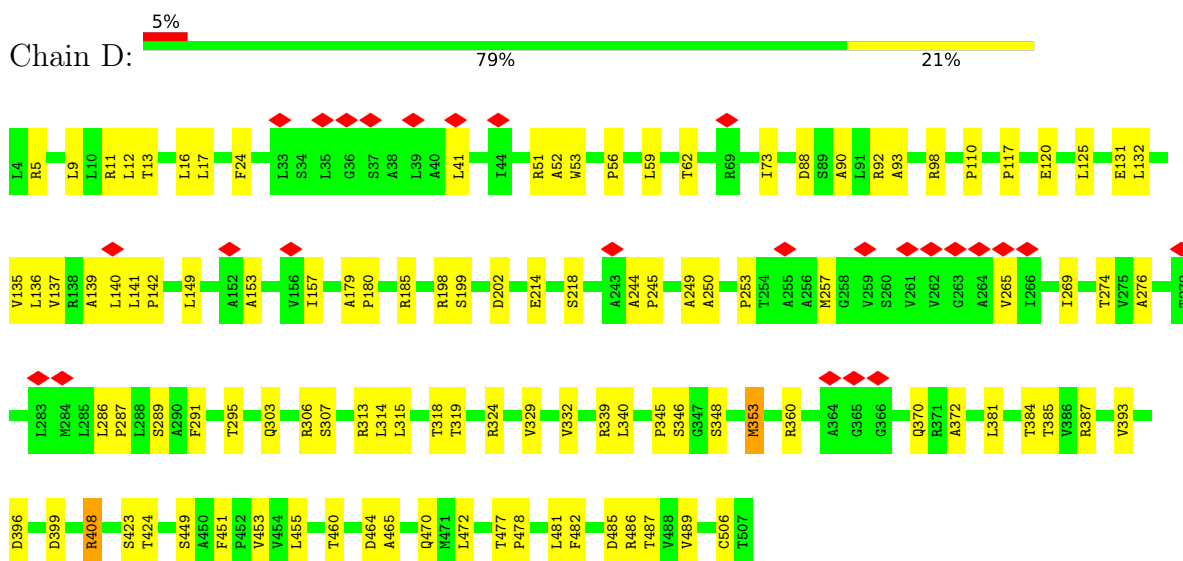 5%
Chain D:
79% 21%
L4 R5 L9 L10 R11 L12 T13 L16 L17 F24 L33 S34 L35 G36 S37 A38 L39 A40 L41 I44 R51 A52 W53 P56 L59 T62 R69 I73 D88 S89 A90 L91 R92 A93 R98 P110 P117 E120 L125 E131 L132
V135 L136 V137 R138 A139 L140 L141 P142 L149 A152 A153 V156 I157 A179 P180 R185 R198 S199 D202 E214 S218 A243 A244 P245 A249 A250 P253 T254 A255 A256 M257 G258 V259 S260 V261 V262 G263 A264 V265 I266 I269 T274 V275 A276
L283 M284 L285 L286 P287 L288 S289 A290 F291 T295 Q303 R306 S307 R313 L314 L315 T318 T319 R324 V329 V332 R339 L340 P345 S346 G347 S348 M353 R360 A364 G365 G366 Q370 R371 A372 L381 T384 T385 V386 R387 V393
D396 D399 R408 S423 T424 S449 A450 F451 P452 V453 V454 L455 T460 D464 A465 Q470 M471 L472 T477 P478 L481 F482 D485 R486 T487 V488 V489 C506 T507